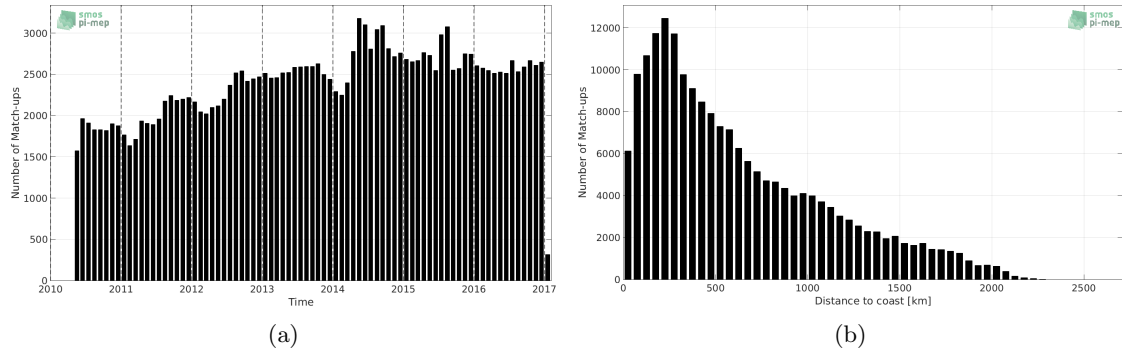 smos
pi-mep
Number of Match-ups
3000
2500
2000
1500
1000
500
0
2010 2011 2012 2013 2014 2015 2016 2017
Time
(a)
smos
pi-mep
Number of Match-ups
12000
10000
8000
6000
4000
2000
0
0 500 1000 1500 2000 2500
Distance to coast [km]
(b)